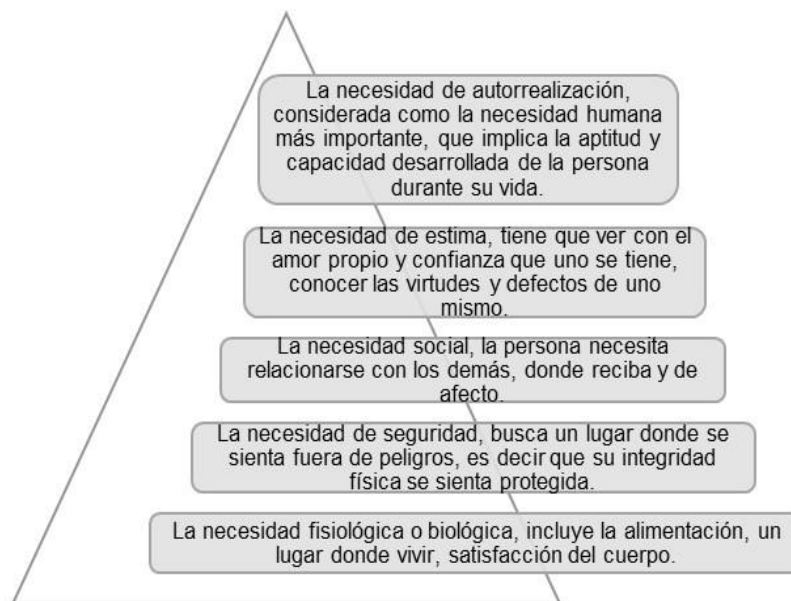 La necesidad de autorrealización,
considerada como la necesidad humana
más importante, que implica la aptitud y
capacidad desarrollada de la persona
durante su vida.
La necesidad de estima, tiene que ver con el
amor propio y confianza que uno se tiene,
conocer las virtudes y defectos de uno
mismo.
La necesidad social, la persona necesita
relacionarse con los demás, donde reciba y de
afecto.
La necesidad de seguridad, busca un lugar donde se
sienta fuera de peligros, es decir que su integridad
física se sienta protegida.
La necesidad fisiológica o biológica, incluye la alimentación, un
lugar donde vivir, satisfacción del cuerpo.